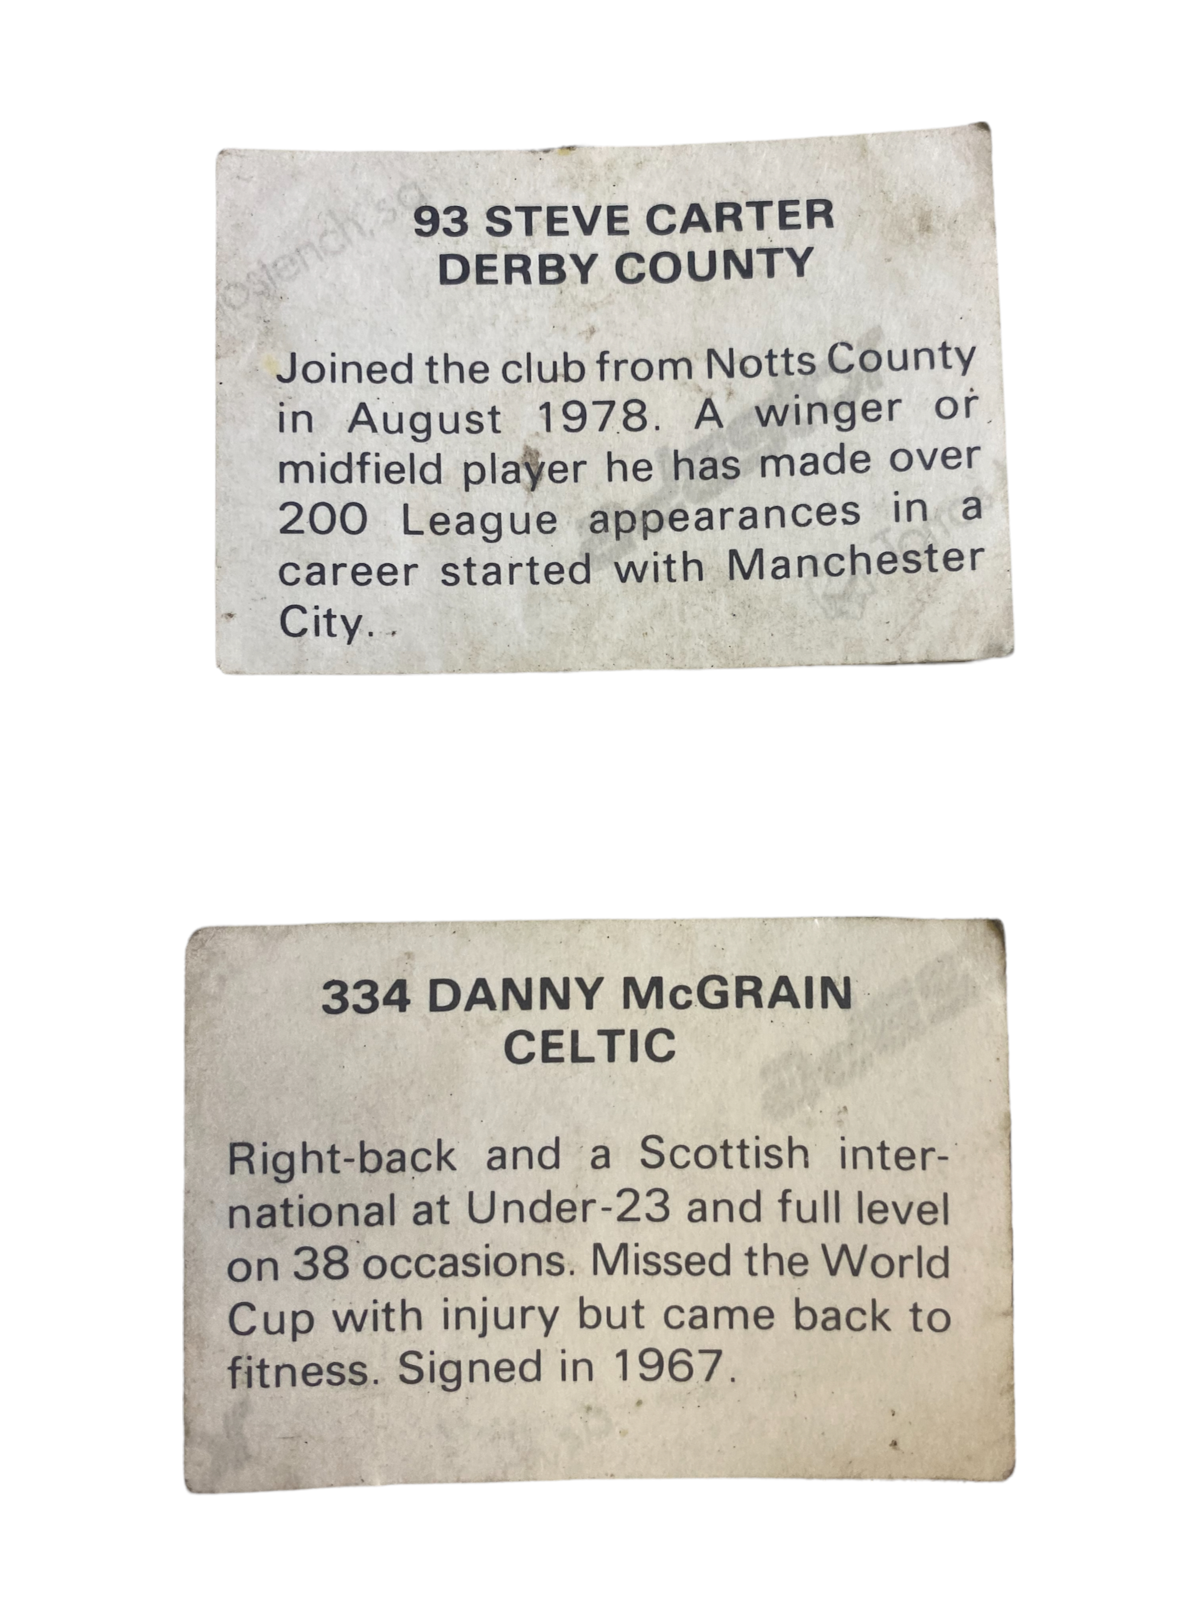 93 STEVE CARTER
DERBY COUNTY
Joined the club from Notts County
in August 1978. A winger or
midfield player he has made over
200 League appearances in a
career started with Manchester
City.
334 DANNY McGRAIN
CELTIC
Right-back and a Scottish inter-
national at Under-23 and full level
on 38 occasions. Missed the World
Cup with injury but came back to
fitness. Signed in 1967.